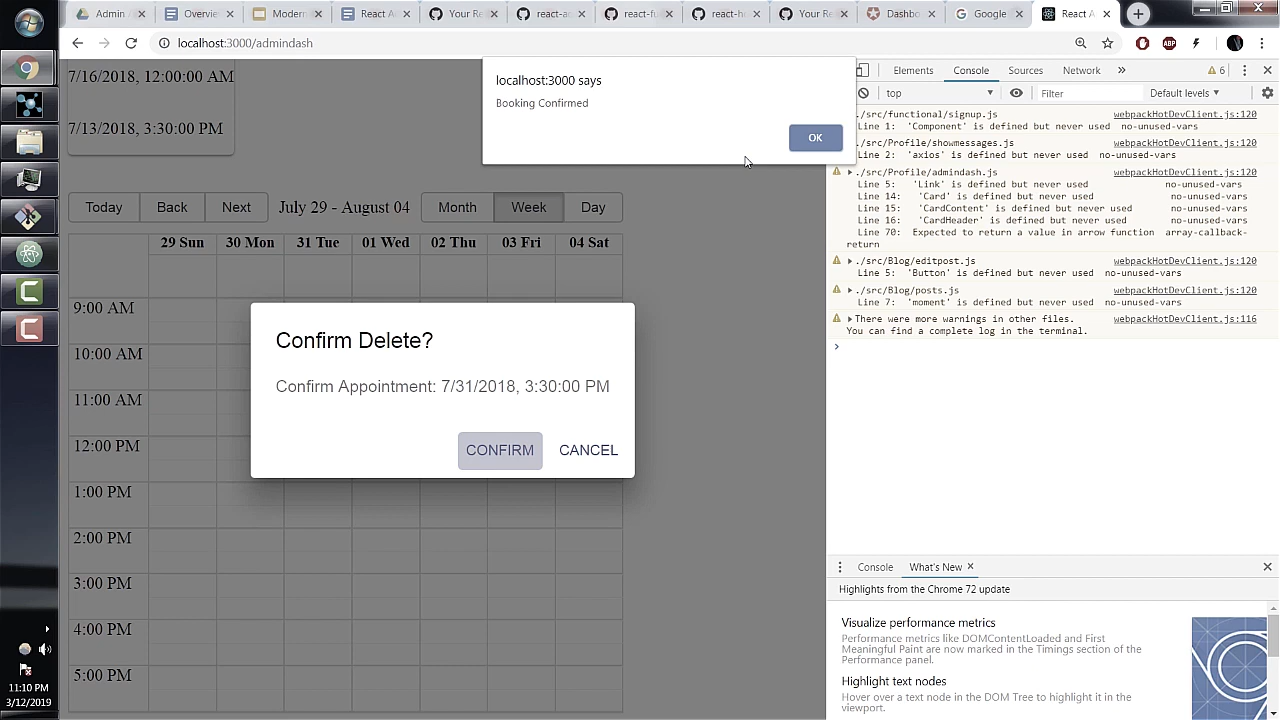 Admin
Overvie
Modern
React A
Your Re
react-ar
react-fu
react-h
Your Re
Dashb
Google
React A
localhost:3000/admindash
7/16/2018, 12:00:00 AM
7/13/2018, 3:30:00 PM
localhost:3000 says
Booking Confirmed
OK
Today Back Next July 29 - August 04 Month Week Day
29 Sun 30 Mon 31 Tue 01 Wed 02 Thu 03 Fri 04 Sat
9:00 AM
10:00 AM
11:00 AM
12:00 PM
1:00 PM
2:00 PM
3:00 PM
4:00 PM
5:00 PM
Confirm Delete?
Confirm Appointment: 7/31/2018, 3:30:00 PM
CONFIRM CANCEL
Elements Console Sources Network » 6
top Filter Default levels
./src/functional/signup.js webpackHotDevClient.js:120
Line 1: 'Component' is defined but never used no-unused-vars
./src/Profile/showmessages.js webpackHotDevClient.js:120
Line 2: 'axios' is defined but never used no-unused-vars
./src/Profile/admindash.js webpackHotDevClient.js:120
Line 5: 'Link' is defined but never used no-unused-vars
Line 14: 'Card' is defined but never used no-unused-vars
Line 15: 'CardContent' is defined but never used no-unused-vars
Line 16: 'CardHeader' is defined but never used no-unused-vars
Line 70: Expected to return a value in arrow function array-callback-
return
./src/Blog/editpost.js webpackHotDevClient.js:120
Line 5: 'Button' is defined but never used no-unused-vars
./src/Blog/posts.js webpackHotDevClient.js:120
Line 7: 'moment' is defined but never used no-unused-vars
There were more warnings in other files. webpackHotDevClient.js:116
You can find a complete log in the terminal.
Console What's New
Highlights from the Chrome 72 update
Visualize performance metrics
Performance metrics like DOMContentLoaded and First
Meaningful Paint are now marked in the Timings section of the
Performance panel.
Highlight text nodes
Hover over a text node in the DOM Tree to highlight it in the
viewport.
11:10 PM
3/12/2019